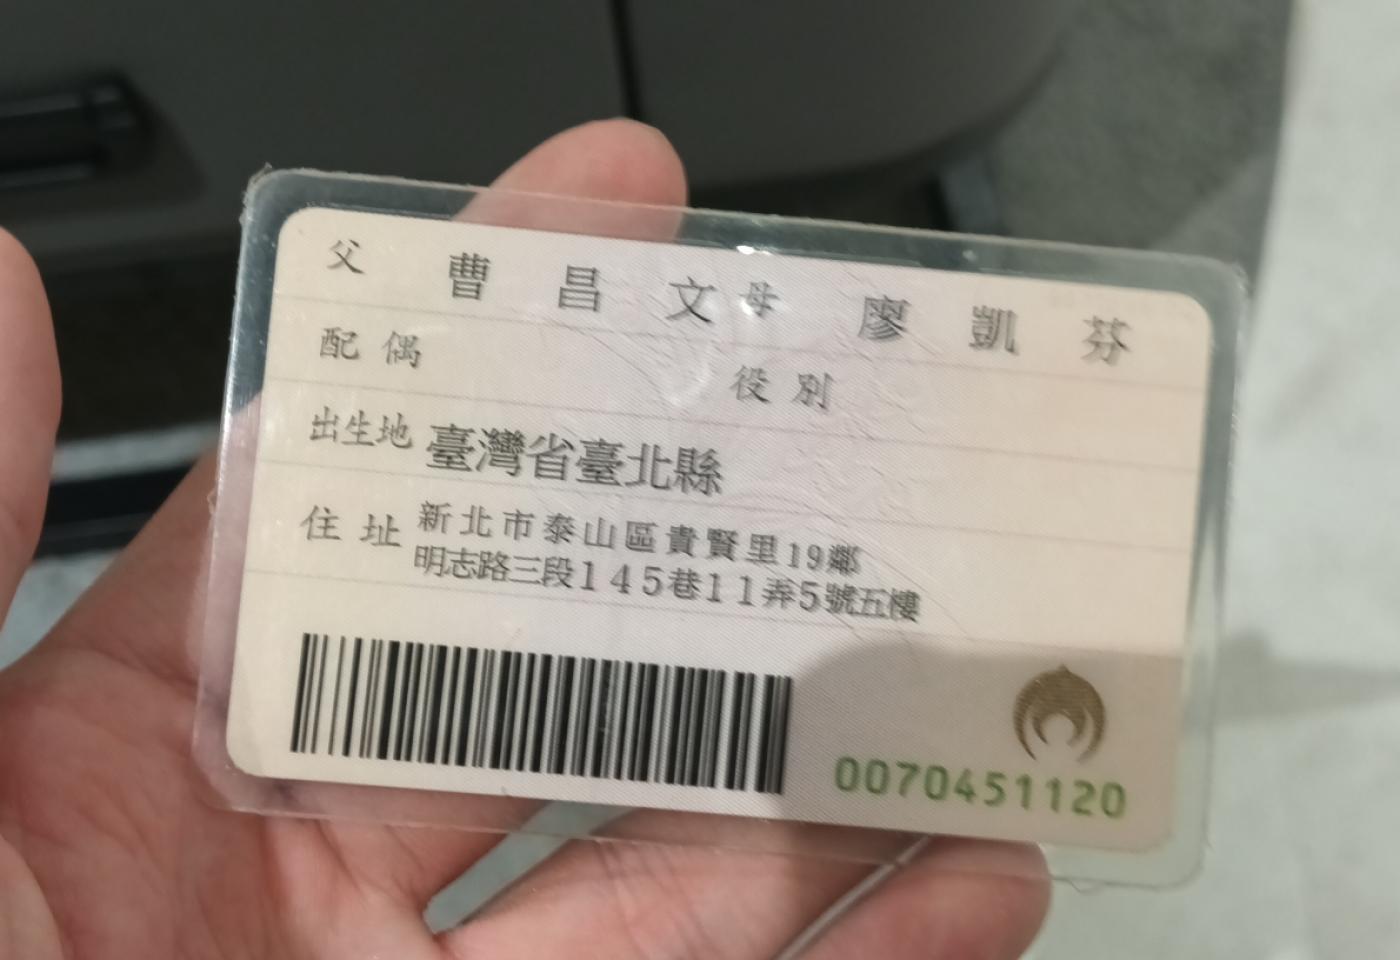 父 曹昌文 母 廖凱芬
配偶 役別
出生地 臺灣省臺北縣
住址 新北市泰山區貴賢里19鄰
明志路三段145巷11弄5號五樓
0070451120